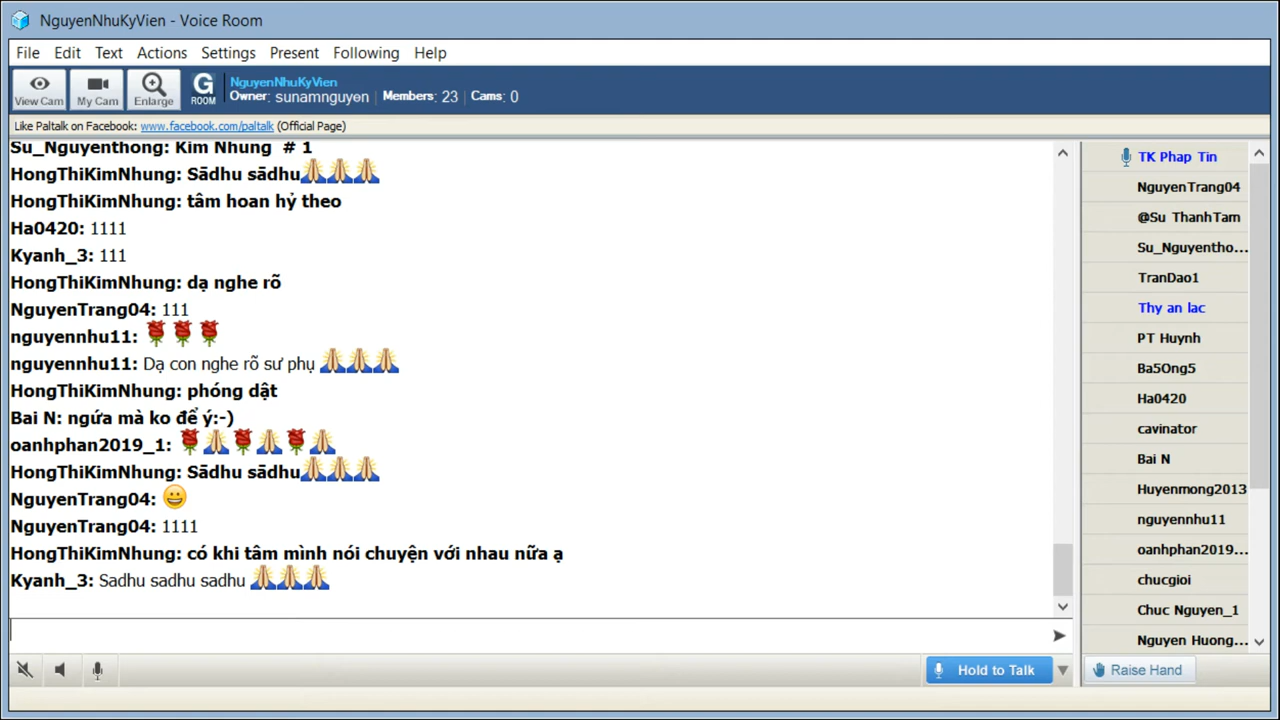 NguyenNhuKyVien - Voice Room
File Edit Text Actions Settings Present Following Help
View Cam My Cam Enlarge G ROOM NguyenNhuKyVien
Owner: sunamnguyen Members: 23 Cams: 0
Like Paltalk on Facebook: www.facebook.com/paltalk (Official Page)
Su_Nguyenthong: Kim Nhung # 1
HongThiKimNhung: Sādhu sādhu🙏🙏🙏
HongThiKimNhung: tâm hoan hỷ theo
Ha0420: 1111
Kyanh_3: 111
HongThiKimNhung: dạ nghe rõ
NguyenTrang04: 111
nguyennhu11: 🌹🌹🌹
nguyennhu11: Dạ con nghe rõ sư phụ 🙏🙏🙏
HongThiKimNhung: phóng dật
Bai N: ngứa mà ko để ý:-)
oanhphan2019_1: 🌹🙏🌹🙏🌹🙏
HongThiKimNhung: Sādhu sādhu🙏🙏🙏
NguyenTrang04: 😀
NguyenTrang04: 1111
HongThiKimNhung: có khi tâm mình nói chuyện với nhau nữa ạ
Kyanh_3: Sadhu sadhu sadhu 🙏🙏🙏
Hold to Talk
TK Phap Tin
NguyenTrang04
@Su ThanhTam
Su_Nguyentho...
TranDao1
Thy an lac
PT Huynh
Ba5Ong5
Ha0420
cavinator
Bai N
Huyenmong2013
nguyennhu11
oanhphan2019...
chucgioi
Chuc Nguyen_1
Nguyen Huong...
Raise Hand